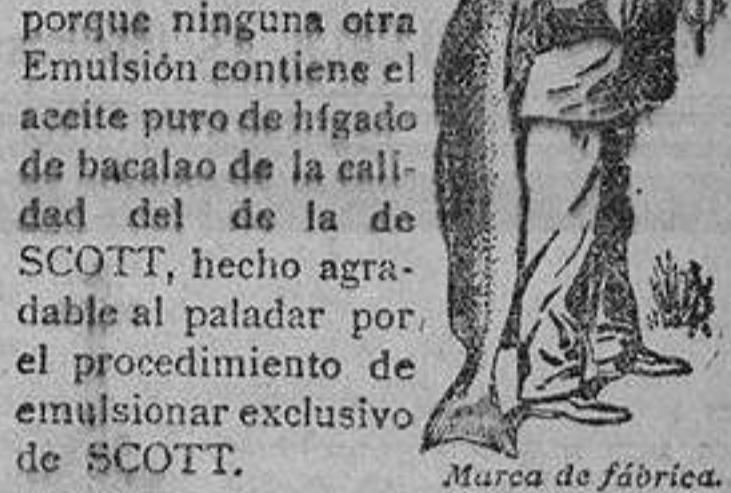 porque ninguna otra
Emulsión contiene el
aceite puro de hígado
de bacalao de la cali-
dad del de la de
SCOTT, hecho agra-
dable al paladar por
el procedimiento de
emulsionar exclusivo
de SCOTT.
Marca de fábrica.